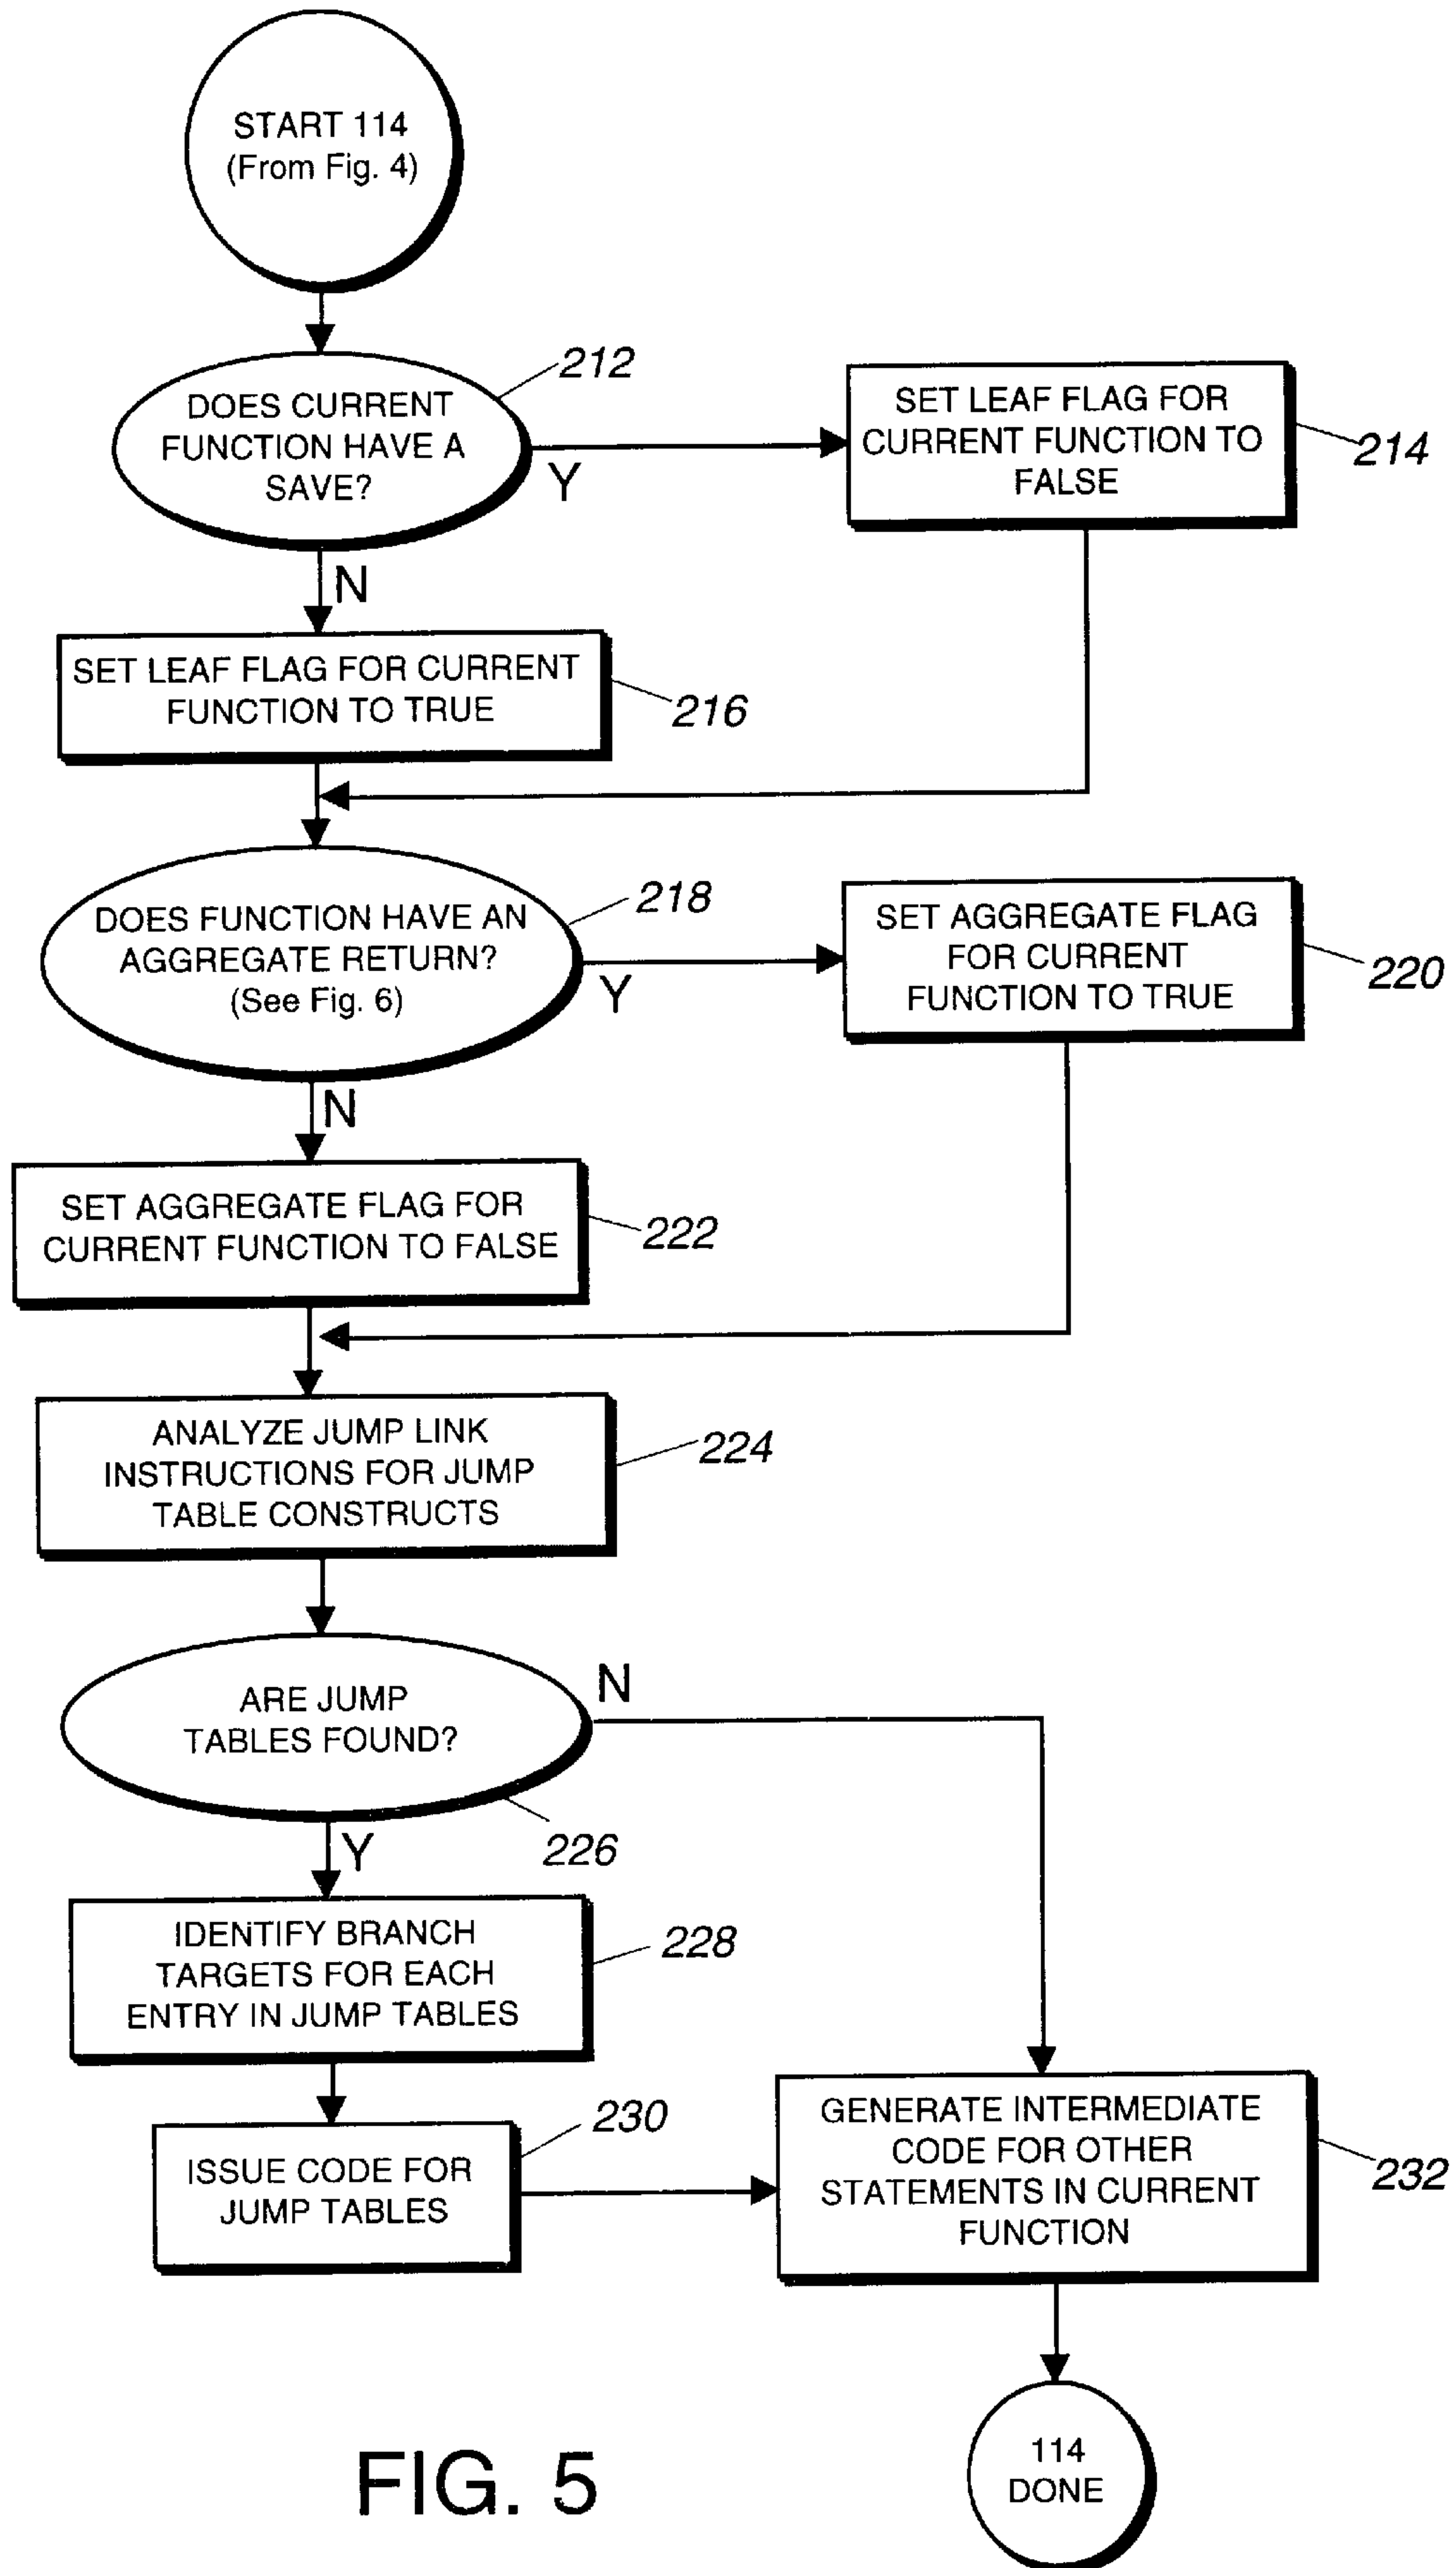 START 114
(From Fig. 4)
212
DOES CURRENT
FUNCTION HAVE A
SAVE?
Y
SET LEAF FLAG FOR
CURRENT FUNCTION TO
FALSE
214
N
SET LEAF FLAG FOR CURRENT
FUNCTION TO TRUE
216
DOES FUNCTION HAVE AN
AGGREGATE RETURN?
(See Fig. 6)
218
Y
SET AGGREGATE FLAG
FOR CURRENT
FUNCTION TO TRUE
220
N
SET AGGREGATE FLAG FOR
CURRENT FUNCTION TO FALSE
222
ANALYZE JUMP LINK
INSTRUCTIONS FOR JUMP
TABLE CONSTRUCTS
224
ARE JUMP
TABLES FOUND?
N
226
Y
IDENTIFY BRANCH
TARGETS FOR EACH
ENTRY IN JUMP TABLES
228
ISSUE CODE FOR
JUMP TABLES
230
GENERATE INTERMEDIATE
CODE FOR OTHER
STATEMENTS IN CURRENT
FUNCTION
232
114
DONE
FIG. 5